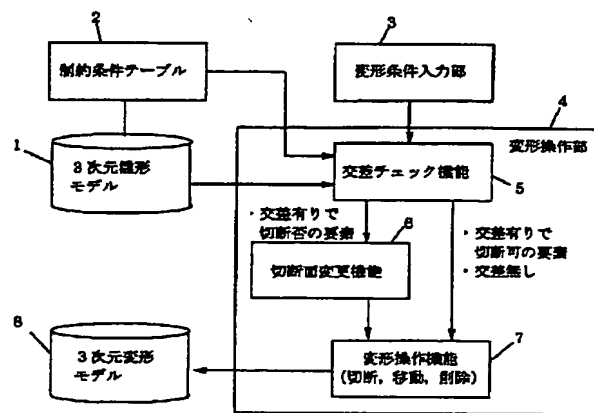 2
3
制約条件テーブル
変形条件入力部
4
変形操作部
1
3次元雛形
モデル
交差チェック機能
5
・交差有りで
切断否の要素
6
・交差有りで
切断可の要素
・交差無し
切断面変更機能
8
3次元変形
モデル
変形操作機能
(切断,移動,削除)
7